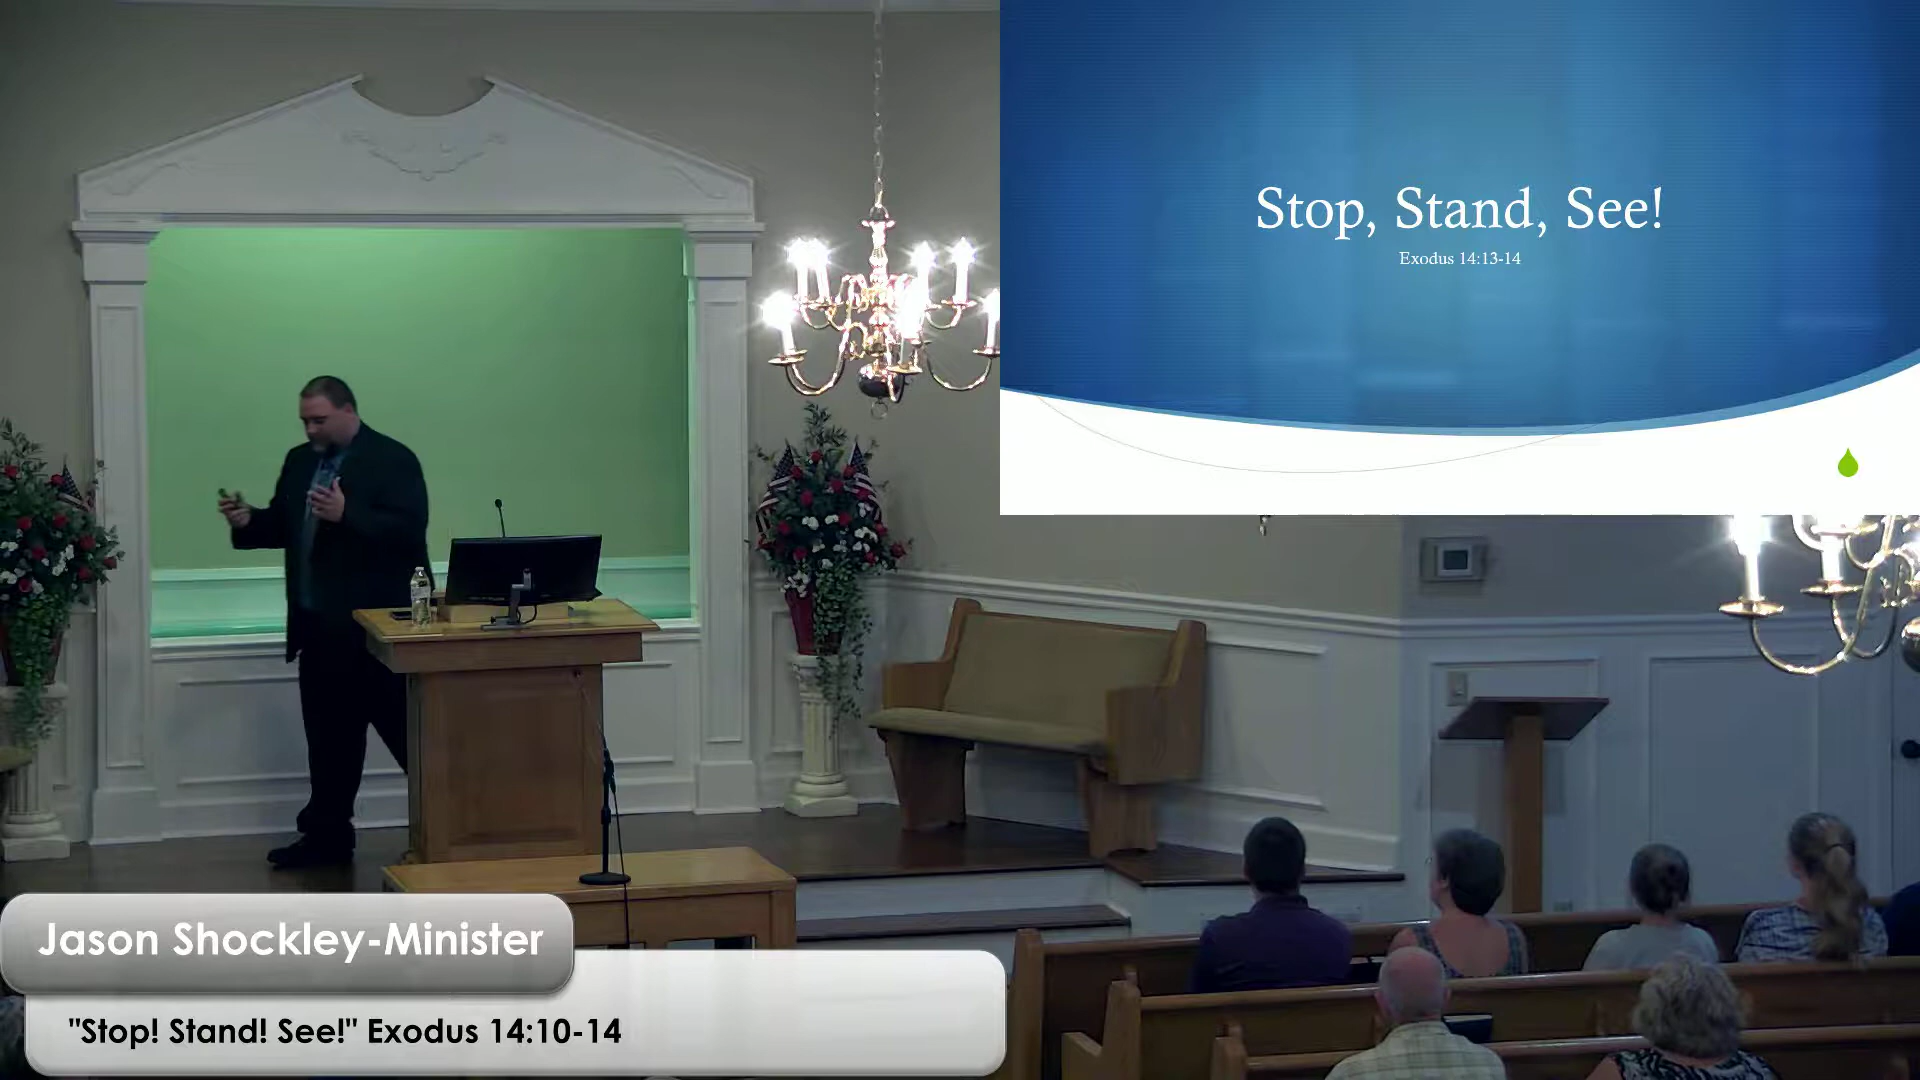 Stop, Stand, See!
Exodus 14:13-14
Jason Shockley-Minister
"Stop! Stand! See!" Exodus 14:10-14